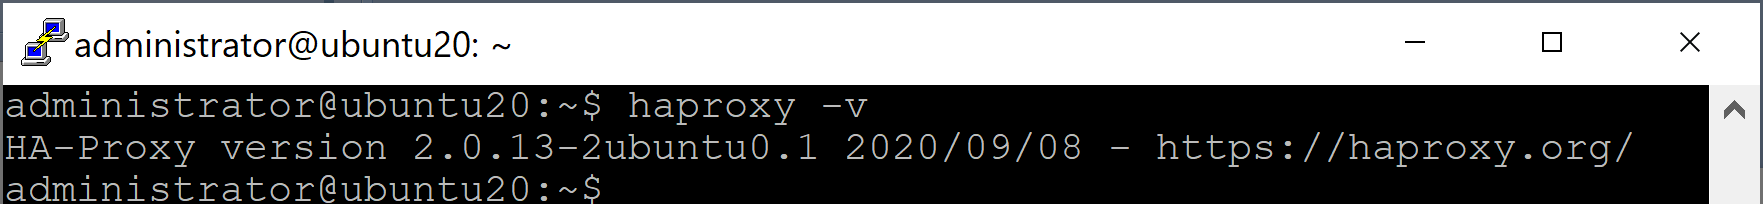 administrator@ubuntu20: ~
administrator@ubuntu20:~$ haproxy -v
HA-Proxy version 2.0.13-2ubuntu0.1 2020/09/08 - https://haproxy.org/
administrator@ubuntu20:~$